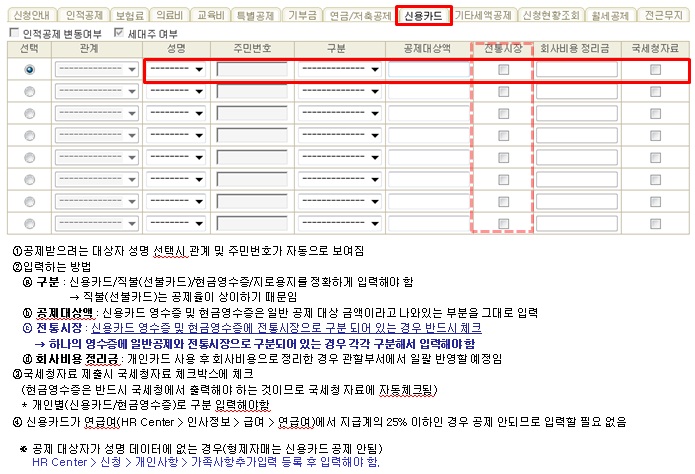 신청안내 인적공제 보험료 의료비 교육비 특별공제 기부금 연금/저축공제 신용카드 기타세액공제 신청현황조회 월세공제 전근무지
인적공제 변동여부 세대주 여부
선택 관계 성명 주민번호 구분 공제대상액 전통시장 회사비용 정리금 국세청자료
--------------- -------- ---------------
--------------- -------- ---------------
--------------- -------- ---------------
--------------- -------- ---------------
--------------- -------- ---------------
--------------- -------- ---------------
--------------- -------- ---------------
--------------- -------- ---------------
①공제받으려는 대상자 성명 선택시 관계 및 주민번호가 자동으로 보여짐
②입력하는 방법
ⓐ 구분 : 신용카드/직불(선불카드)/현금영수증/지로용지를 정확하게 입력해야 함
→ 직불(선불카드)는 공제율이 상이하기 때문임
ⓑ 공제대상액 : 신용카드 영수증 및 현금영수증은 일반 공제 대상 금액이라고 나와있는 부분을 그대로 입력
ⓒ 전통시장 : 신용카드 영수증 및 현금영수증에 전통시장으로 구분 되어 있는 경우 반드시 체크
→ 하나의 영수증에 일반공제와 전통시장으로 구분되어 있는 경우 각각 구분해서 입력해야 함
ⓓ 회사비용 정리금 : 개인카드 사용 후 회사비용으로 정리한 경우 관할부서에서 일괄 반영할 예정임
③국세청자료 제출시 국세청자료 체크박스에 체크
(현금영수증은 반드시 국세청에서 출력해야 하는 것이므로 국세청 자료에 자동체크됨)
* 개인별(신용카드/현금영수증)로 구분 입력해야함
④ 신용카드가 연급여(HR Center > 인사정보 > 급여 > 연급여)에서 지급계의 25% 이하인 경우 공제 안되므로 입력할 필요 없음
※ 공제 대상자가 성명 데이터에 없는 경우(형제자매는 신용카드 공제 안됨)
HR Center > 신청 > 개인사항 > 가족사항추가입력 등록 후 입력해야 함.